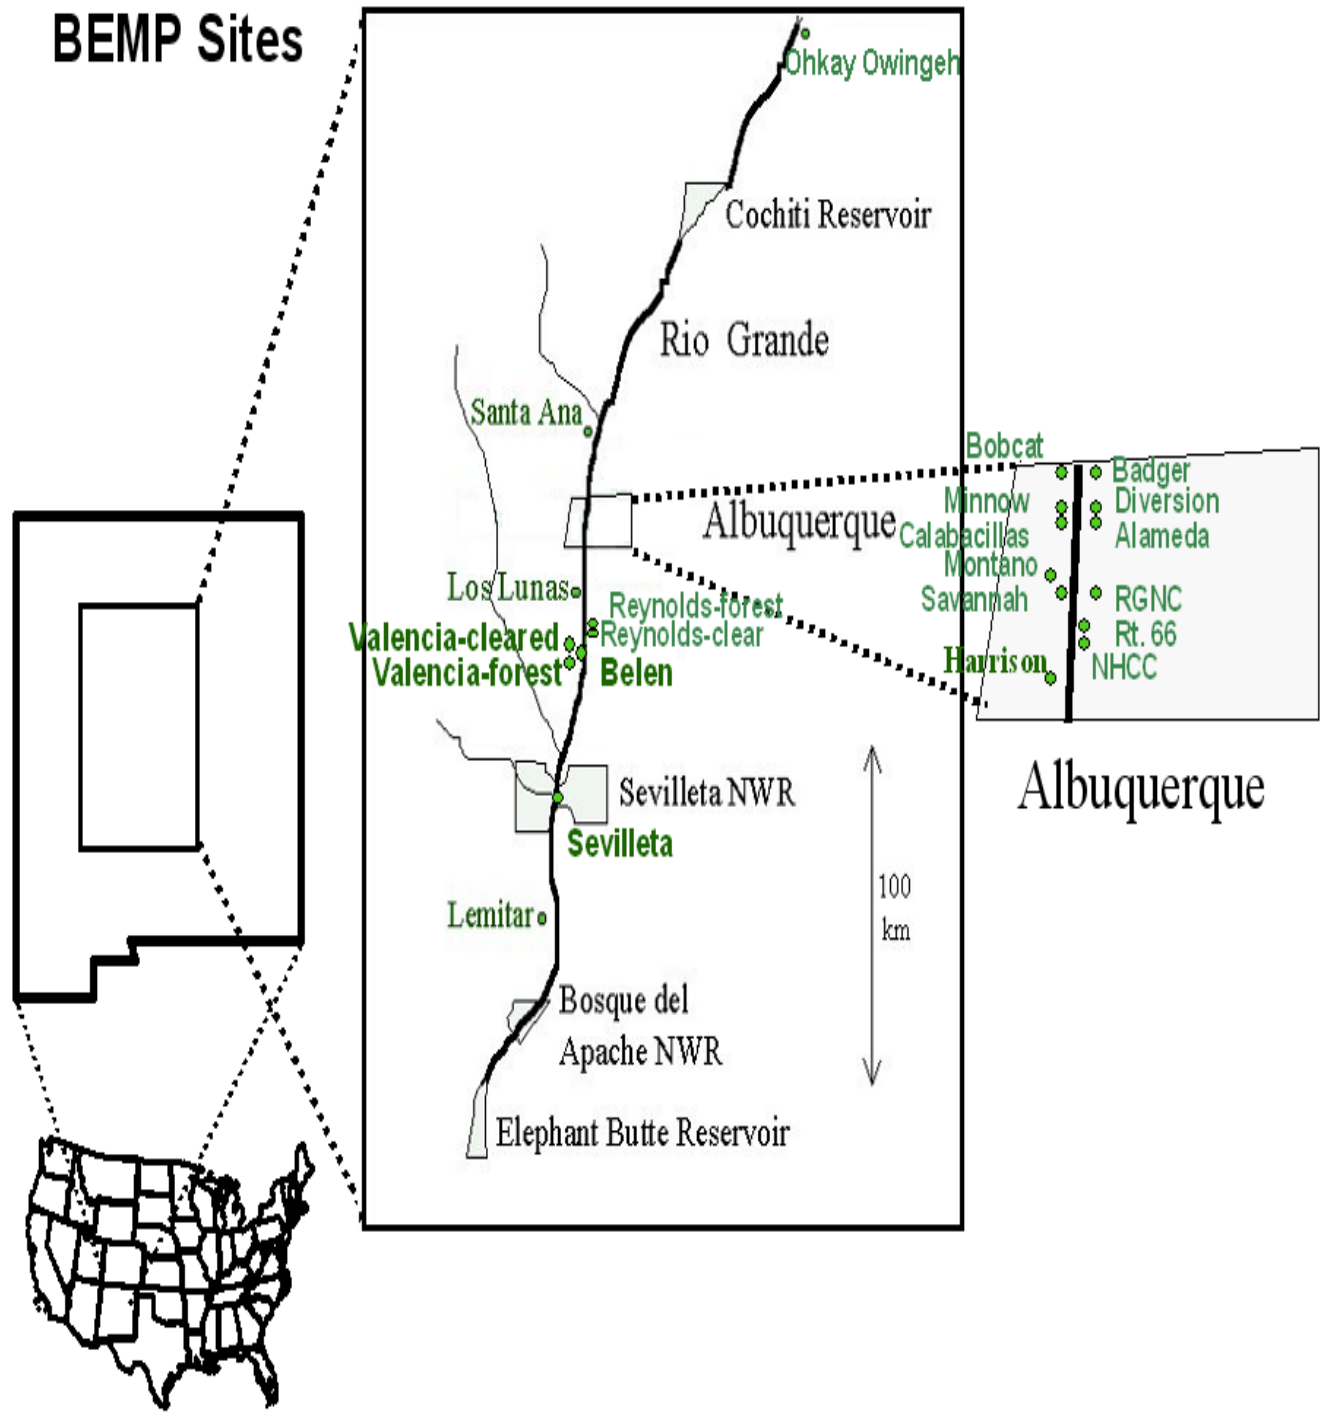 BEMP Sites
Ohkay Owingeh
Cochiti Reservoir
Rio Grande
Santa Ana
Albuquerque
Los Lunas
Reynolds-forest
Reynolds-clear
Valencia-cleared
Valencia-forest
Belen
Sevilleta NWR
Sevilleta
Lemitar
100
km
Bosque del
Apache NWR
Elephant Butte Reservoir
Bobcat
Badger
Minnow
Diversion
Calabacillas
Alameda
Montano
Savannah
RGNC
Rt. 66
Harrison
NHCC
Albuquerque